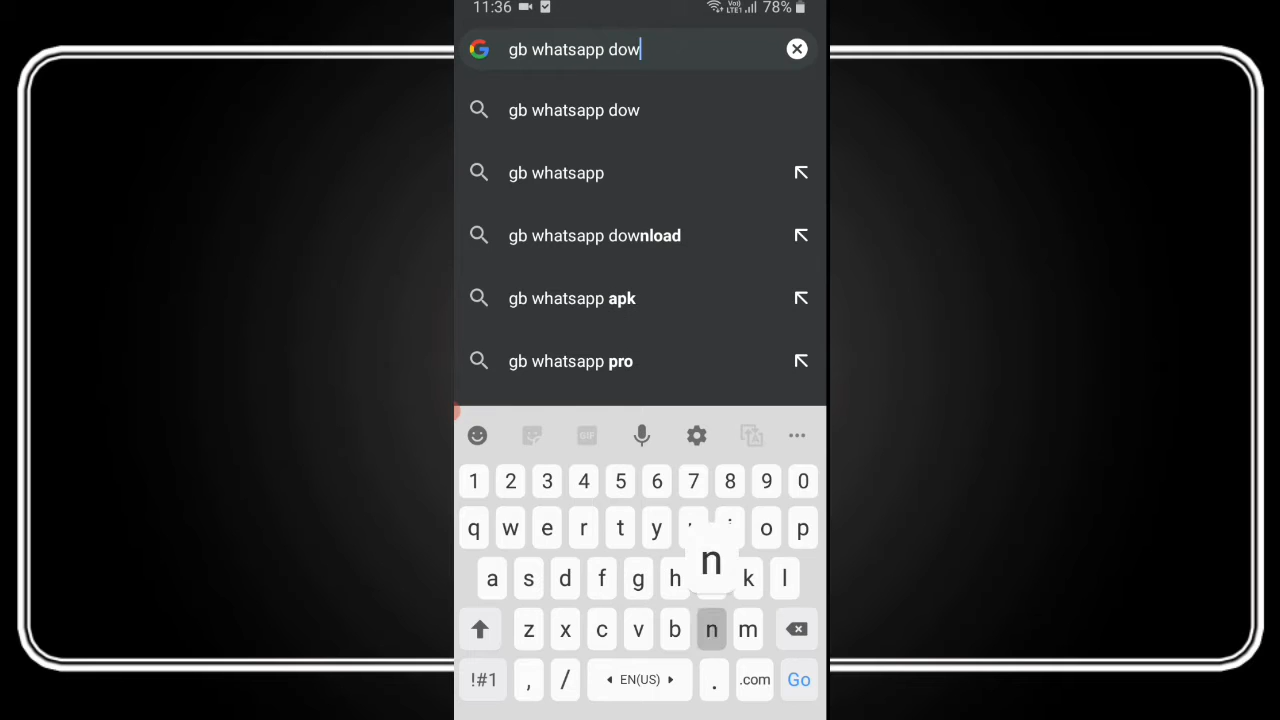 11:36 78%
gb whatsapp dow
gb whatsapp dow
gb whatsapp
gb whatsapp download
gb whatsapp apk
gb whatsapp pro
GIF
1 2 3 4 5 6 7 8 9 0
q w e r t y o p
n
a s d f g h k l
z x c v b n m
!#1 , / EN(US) . .com Go